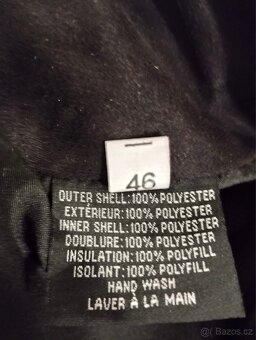 46
OUTER SHELL: 100% POLYESTER
EXTÉRIEUR: 100% POLYESTER
INNER SHELL: 100% POLYESTER
DOUBLURE: 100% POLYESTER
INSULATION: 100% POLYFILL
ISOLANT: 100% POLYFILL
HAND WASH
LAVER À LA MAIN
Bazos.cz